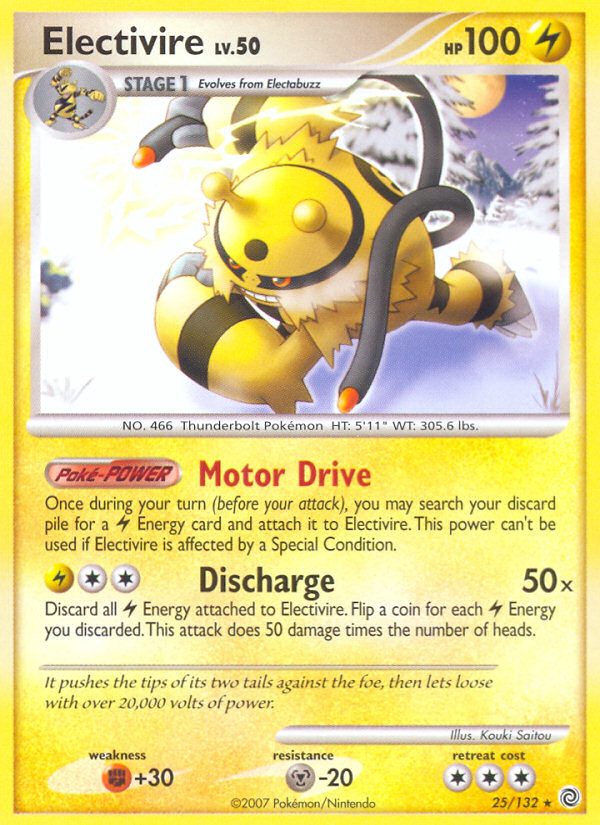 Electivire LV.50 HP 100
STAGE 1 Evolves from Electabuzz
NO. 466 Thunderbolt Pokémon HT: 5'11" WT: 305.6 lbs.
Poké-POWER Motor Drive
Once during your turn (before your attack), you may search your discard
pile for a Energy card and attach it to Electivire. This power can't be
used if Electivire is affected by a Special Condition.
Discharge 50x
Discard all Energy attached to Electivire. Flip a coin for each Energy
you discarded. This attack does 50 damage times the number of heads.
It pushes the tips of its two tails against the foe, then lets loose
with over 20,000 volts of power.
Illus. Kouki Saitou
weakness resistance retreat cost
+30 -20
©2007 Pokémon/Nintendo 25/132 ★